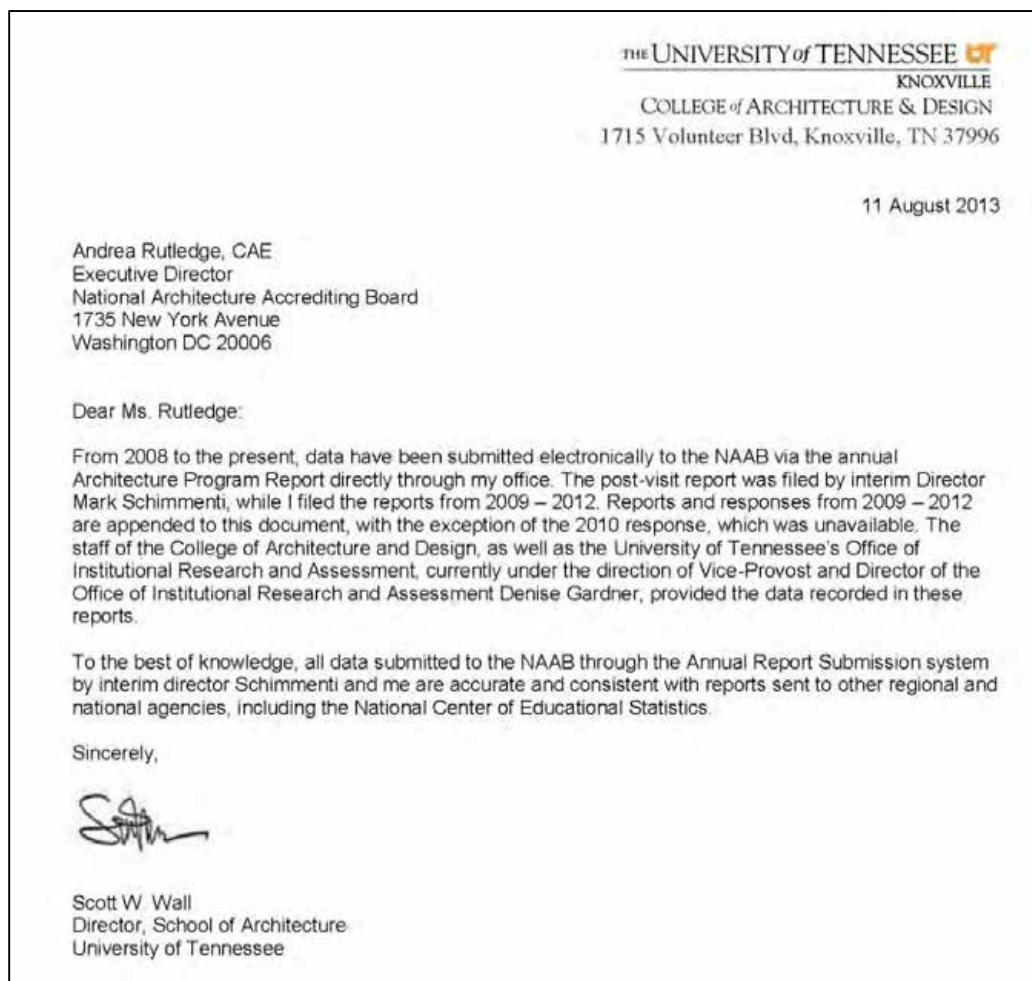 THE UNIVERSITY of TENNESSEE UT
KNOXVILLE
COLLEGE of ARCHITECTURE & DESIGN
1715 Volunteer Blvd, Knoxville, TN 37996
11 August 2013
Andrea Rutledge, CAE
Executive Director
National Architecture Accrediting Board
1735 New York Avenue
Washington DC 20006
Dear Ms. Rutledge:
From 2008 to the present, data have been submitted electronically to the NAAB via the annual
Architecture Program Report directly through my office. The post-visit report was filed by interim Director
Mark Schimmenti, while I filed the reports from 2009 – 2012. Reports and responses from 2009 – 2012
are appended to this document, with the exception of the 2010 response, which was unavailable. The
staff of the College of Architecture and Design, as well as the University of Tennessee's Office of
Institutional Research and Assessment, currently under the direction of Vice-Provost and Director of the
Office of Institutional Research and Assessment Denise Gardner, provided the data recorded in these
reports.
To the best of knowledge, all data submitted to the NAAB through the Annual Report Submission system
by interim director Schimmenti and me are accurate and consistent with reports sent to other regional and
national agencies, including the National Center of Educational Statistics.
Sincerely,
Scott W. Wall
Director, School of Architecture
University of Tennessee